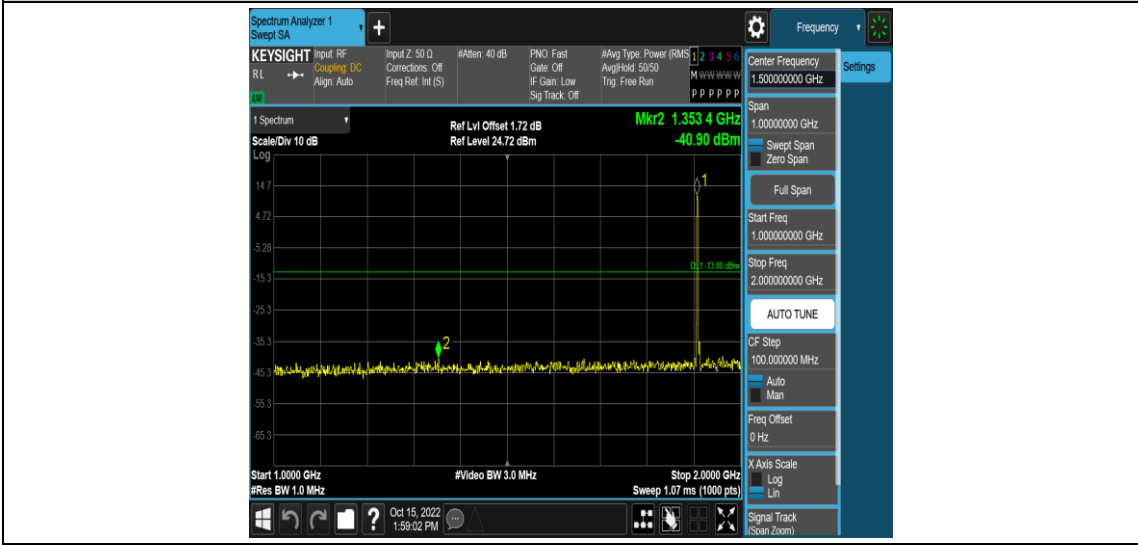 Spectrum Analyzer 1
Swept SA
+
Frequency
KEYSIGHT
RL
LM
Input: RF
Coupling: DC
Align: Auto
Input Z: 50 Ω
Corrections: Off
Freq Ref: Int (S)
#Atten: 40 dB
PNO: Fast
Gate: Off
IF Gain: Low
Sig Track: Off
#Avg Type: Power (RMS
Avg|Hold: 50/50
Trig: Free Run
1 2 3 4 5 6
M W W W W W
P P P P P P
1 Spectrum
Scale/Div 10 dB
Log
Ref Lvl Offset 1.72 dB
Ref Level 24.72 dBm
Mkr2 1.353 4 GHz
-40.90 dBm
14.7
4.72
-5.28
-15.3
-25.3
-35.3
-45.3
-55.3
-65.3
1
DL1 -13.00 dBm
2
Start 1.0000 GHz
#Res BW 1.0 MHz
#Video BW 3.0 MHz
Stop 2.0000 GHz
Sweep 1.07 ms (1000 pts)
?
Oct 15, 2022
1:59:02 PM
Center Frequency
1.500000000 GHz
Span
1.00000000 GHz
Swept Span
Zero Span
Full Span
Start Freq
1.000000000 GHz
Stop Freq
2.000000000 GHz
AUTO TUNE
CF Step
100.000000 MHz
Auto
Man
Freq Offset
0 Hz
X Axis Scale
Log
Lin
Signal Track
(Span Zoom)
Settings